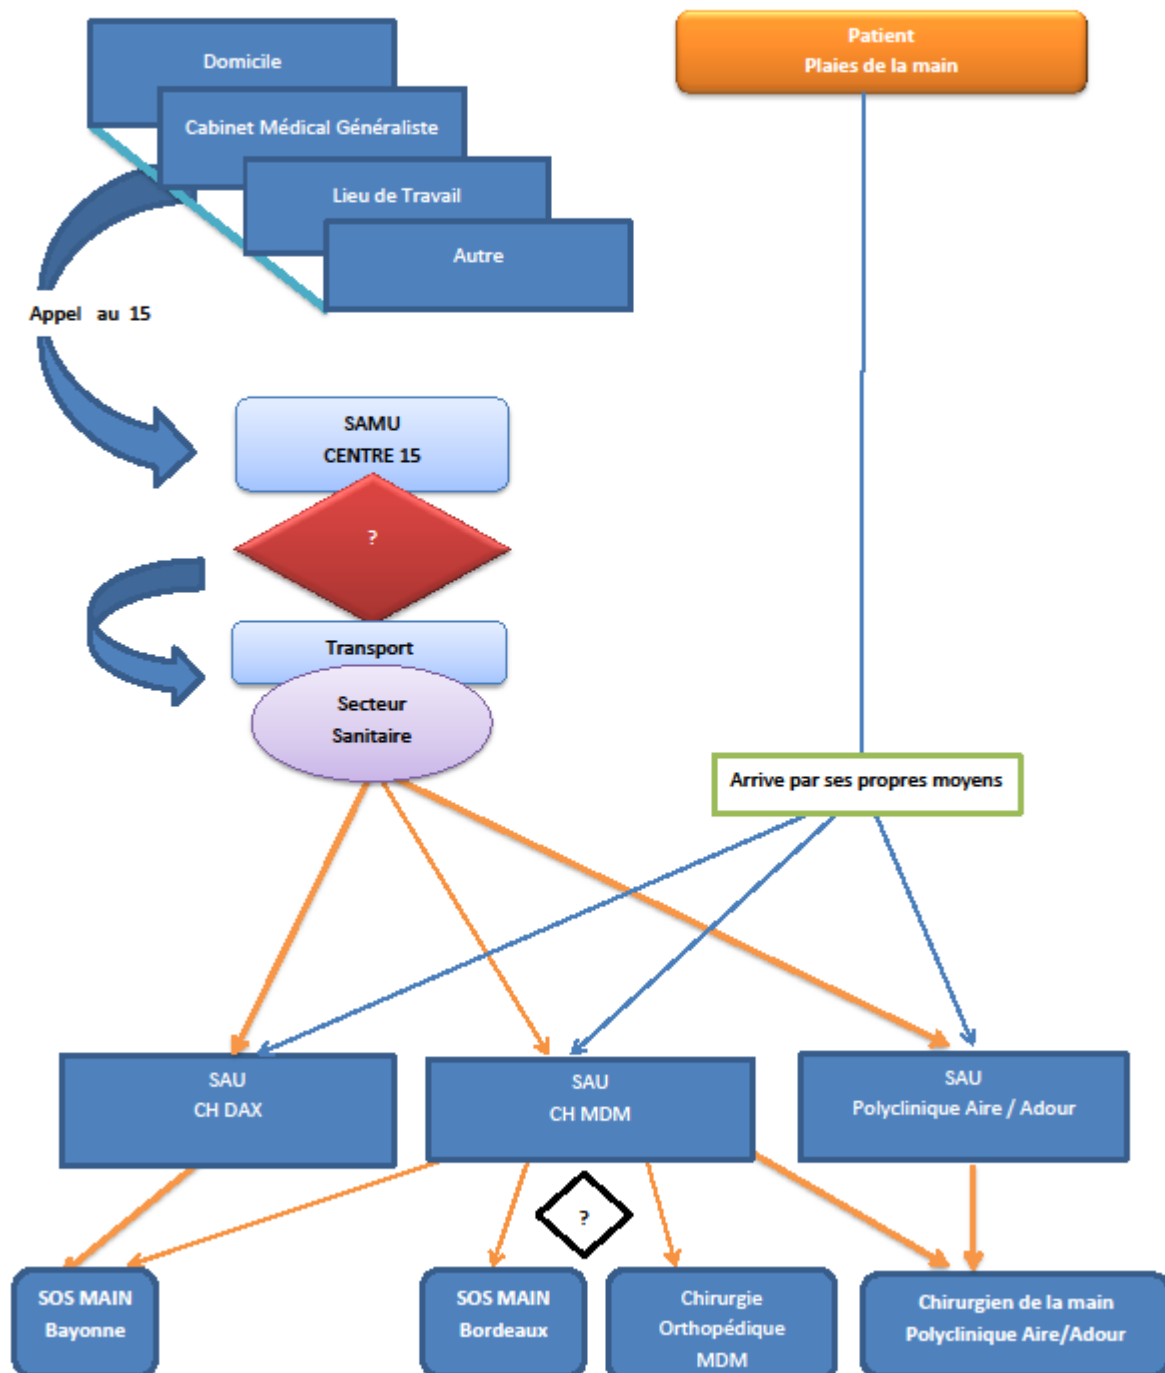 Patient
Plaies de la main
Domicile
Cabinet Médical Généraliste
Lieu de Travail
Autre
Appel au 15
SAMU
CENTRE 15
?
Transport
Secteur
Sanitaire
Arrive par ses propres moyens
SAU
CH DAX
SAU
CH MDM
SAU
Polyclinique Aire / Adour
?
SOS MAIN
Bayonne
SOS MAIN
Bordeaux
Chirurgie
Orthopédique
MDM
Chirurgien de la main
Polyclinique Aire/Adour